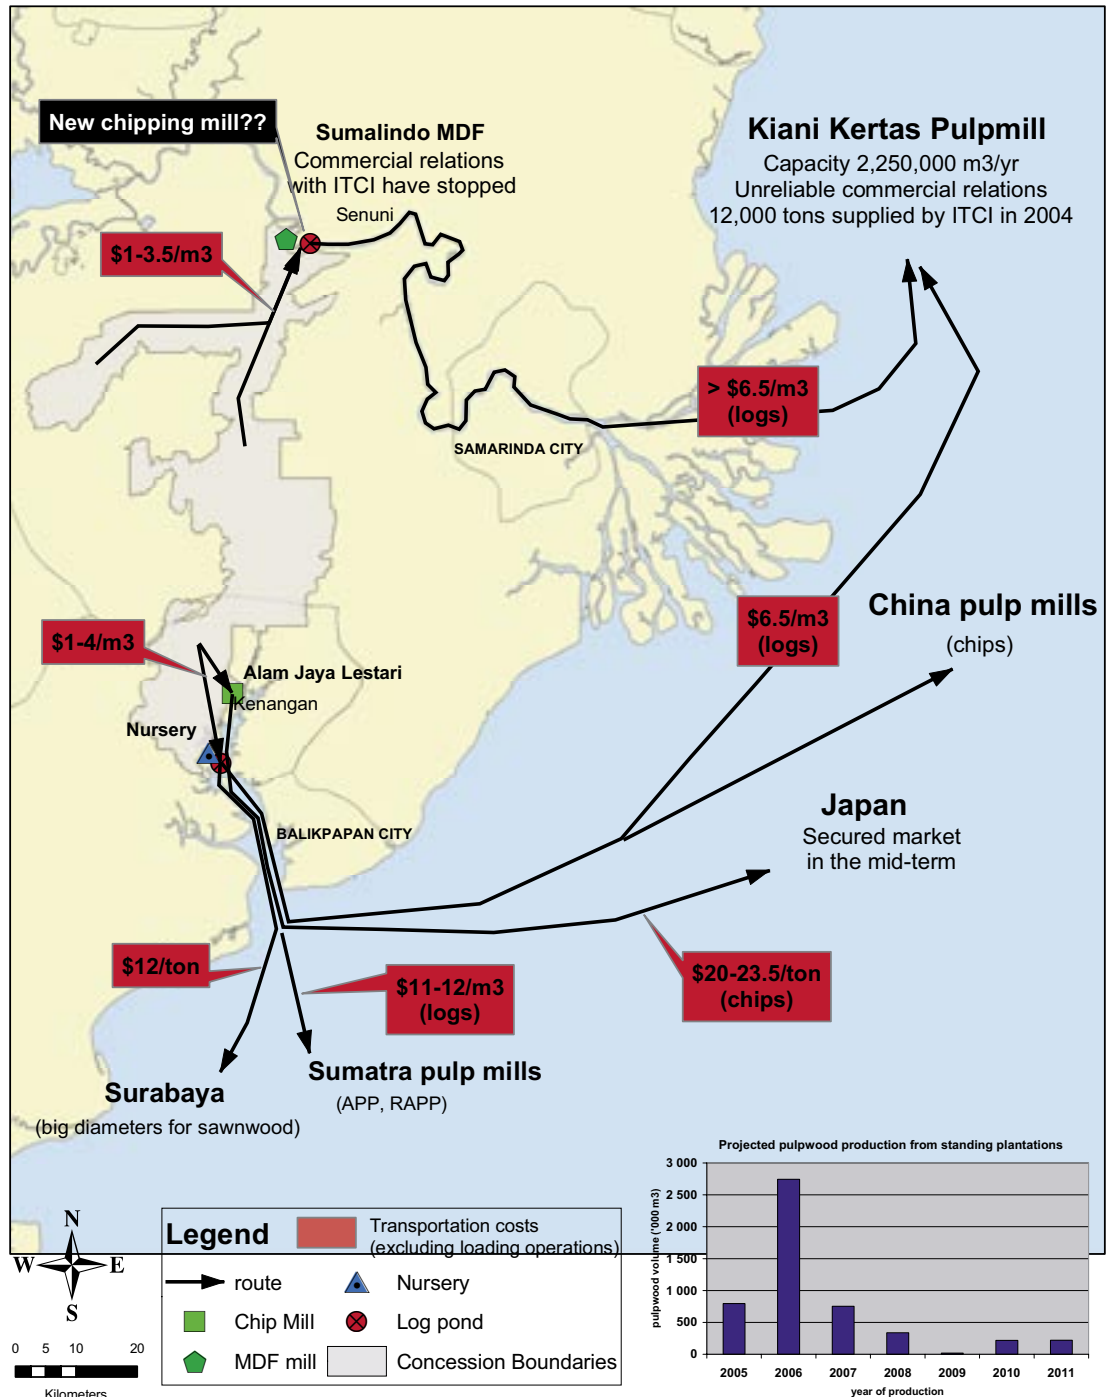 New chipping mill??
Sumalindo MDF
Commercial relations
with ITCI have stopped
Senuni
Kiani Kertas Pulpmill
Capacity 2,250,000 m3/yr
Unreliable commercial relations
12,000 tons supplied by ITCI in 2004
$1-3.5/m3
> $6.5/m3
(logs)
SAMARINDA CITY
$6.5/m3
(logs)
China pulp mills
(chips)
$1-4/m3
Alam Jaya Lestari
Kenangan
Nursery
BALIKPAPAN CITY
Japan
Secured market
in the mid-term
$12/ton
$11-12/m3
(logs)
$20-23.5/ton
(chips)
Surabaya
(big diameters for sawnwood)
Sumatra pulp mills
(APP, RAPP)
Projected pulpwood production from standing plantations
pulpwood volume ('000 m3)
3 000
2 500
2 000
1 500
1 000
500
0
2005 2006 2007 2008 2009 2010 2011
year of production
N
W E
S
0 5 10 20
Kilometers
Legend
Transportation costs
(excluding loading operations)
route
Nursery
Chip Mill
Log pond
MDF mill
Concession Boundaries